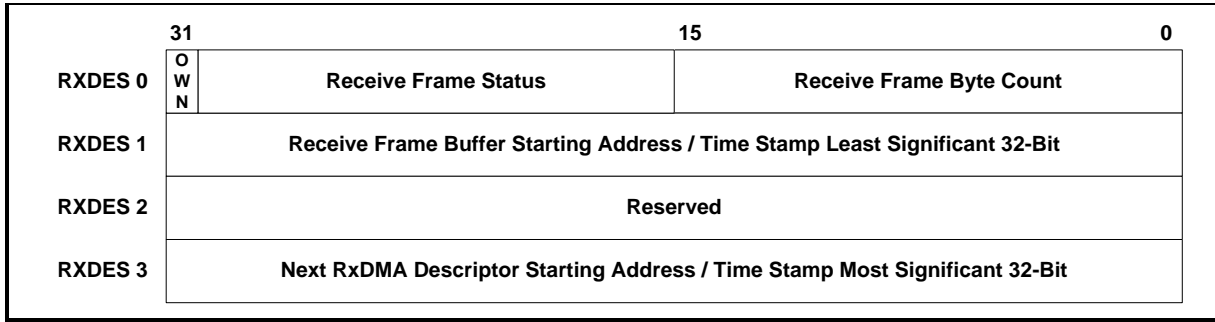 31 15 0
RXDES 0 OWN Receive Frame Status Receive Frame Byte Count
RXDES 1 Receive Frame Buffer Starting Address / Time Stamp Least Significant 32-Bit
RXDES 2 Reserved
RXDES 3 Next RxDMA Descriptor Starting Address / Time Stamp Most Significant 32-Bit